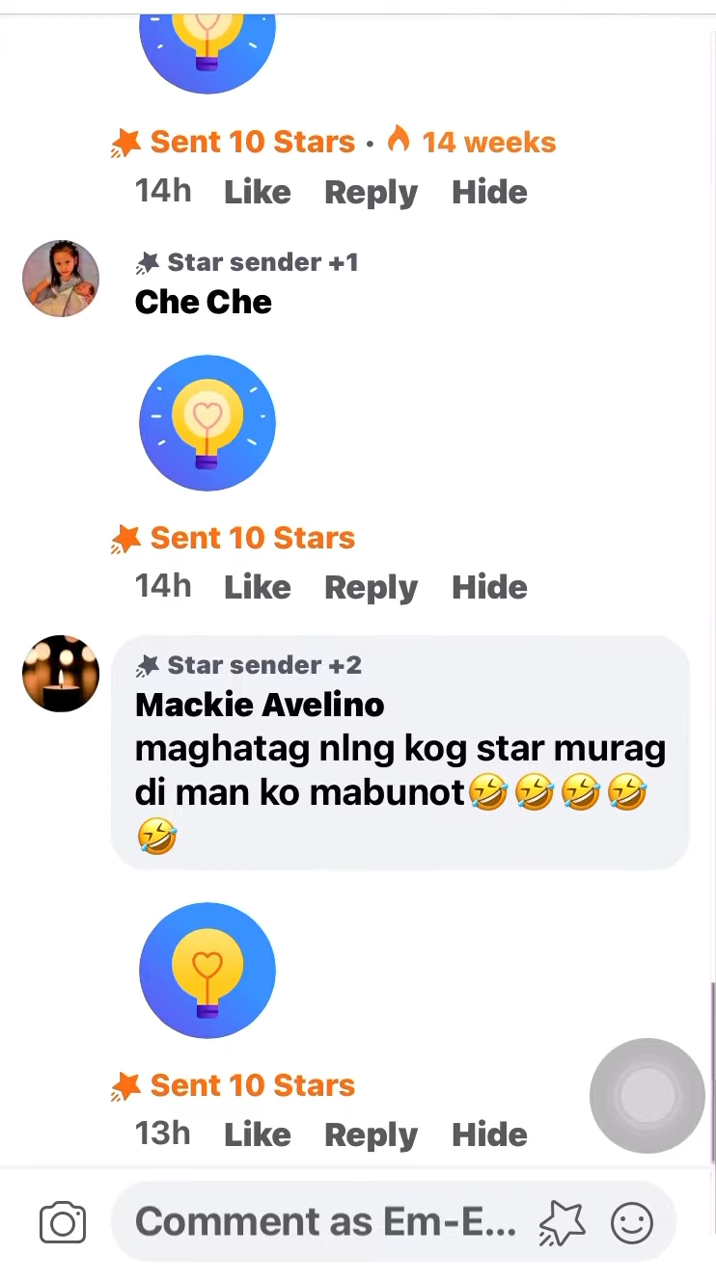 Sent 10 Stars · 14 weeks
14h Like Reply Hide
Star sender +1
Che Che
Sent 10 Stars
14h Like Reply Hide
Star sender +2
Mackie Avelino
maghatag nlng kog star murag
di man ko mabunot🤣🤣🤣🤣
🤣
Sent 10 Stars
13h Like Reply Hide
Comment as Em-E...